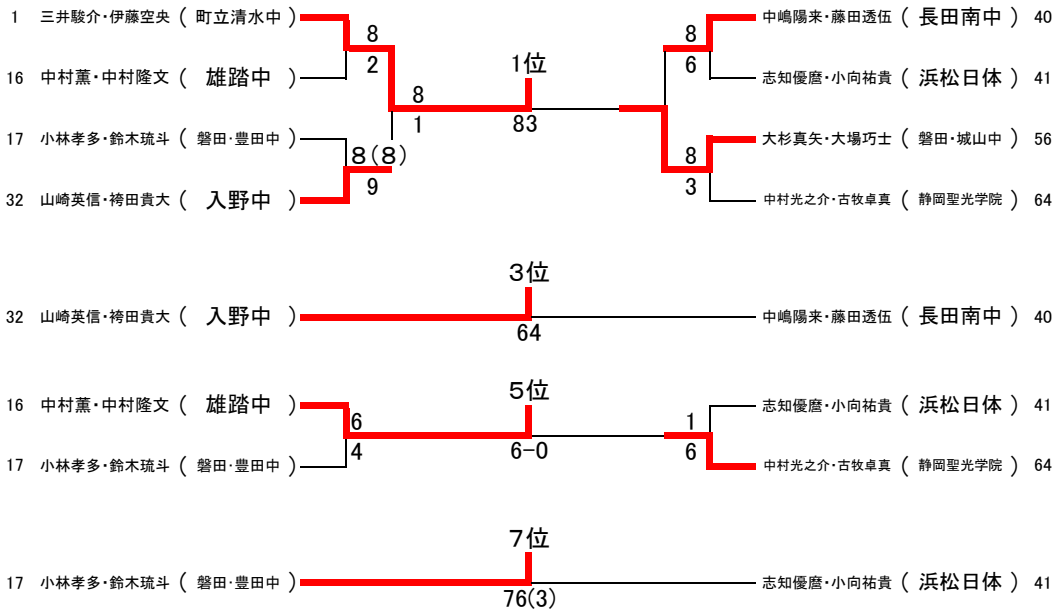 1 三井駿介・伊藤空央 ( 町立清水中 ) 中嶋陽来・藤田透伍 ( 長田南中 ) 40
8 8
2 1位 6
16 中村薫・中村隆文 ( 雄踏中 ) 志知優麿・小向祐貴 ( 浜松日体 ) 41
8
1 83
17 小林孝多・鈴木琉斗 ( 磐田・豊田中 ) 大杉真矢・大場巧士 ( 磐田・城山中 ) 56
8(8) 8
9 3
32 山崎英信・袴田貴大 ( 入野中 ) 中村光之介・古牧卓真 ( 静岡聖光学院 ) 64
3位
32 山崎英信・袴田貴大 ( 入野中 ) 中嶋陽来・藤田透伍 ( 長田南中 ) 40
64
5位
16 中村薫・中村隆文 ( 雄踏中 ) 志知優麿・小向祐貴 ( 浜松日体 ) 41
6 1
4 6-0 6
17 小林孝多・鈴木琉斗 ( 磐田・豊田中 ) 中村光之介・古牧卓真 ( 静岡聖光学院 ) 64
7位
17 小林孝多・鈴木琉斗 ( 磐田・豊田中 ) 志知優麿・小向祐貴 ( 浜松日体 ) 41
76(3)